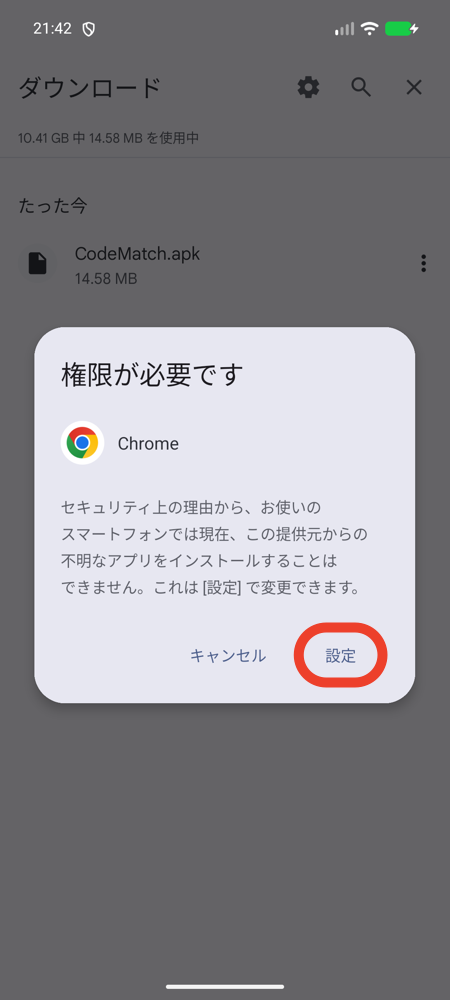 21:42
ダウンロード
10.41 GB 中 14.58 MB を使用中
たった今
CodeMatch.apk
14.58 MB
権限が必要です
Chrome
セキュリティ上の理由から、お使いの
スマートフォンでは現在、この提供元からの
不明なアプリをインストールすることは
できません。これは [設定] で変更できます。
キャンセル
設定